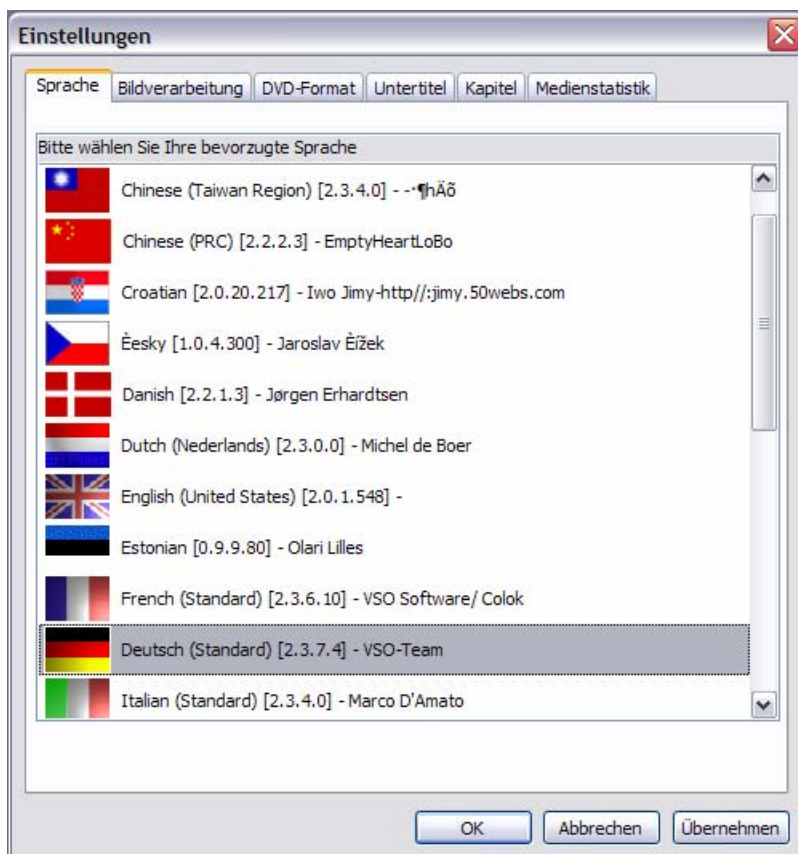 Einstellungen
Sprache Bildverarbeitung DVD-Format Untertitel Kapitel Medienstatistik
Bitte wählen Sie Ihre bevorzugte Sprache
Chinese (Taiwan Region) [2.3.4.0] - -·¶hÄõ
Chinese (PRC) [2.2.2.3] - EmptyHeartLoBo
Croatian [2.0.20.217] - Iwo Jimy-http//:jimy.50webs.com
Èesky [1.0.4.300] - Jaroslav Èížek
Danish [2.2.1.3] - Jørgen Erhardtsen
Dutch (Nederlands) [2.3.0.0] - Michel de Boer
English (United States) [2.0.1.548] -
Estonian [0.9.9.80] - Olari Lilles
French (Standard) [2.3.6.10] - VSO Software/ Colok
Deutsch (Standard) [2.3.7.4] - VSO-Team
Italian (Standard) [2.3.4.0] - Marco D'Amato
OK Abbrechen Übernehmen